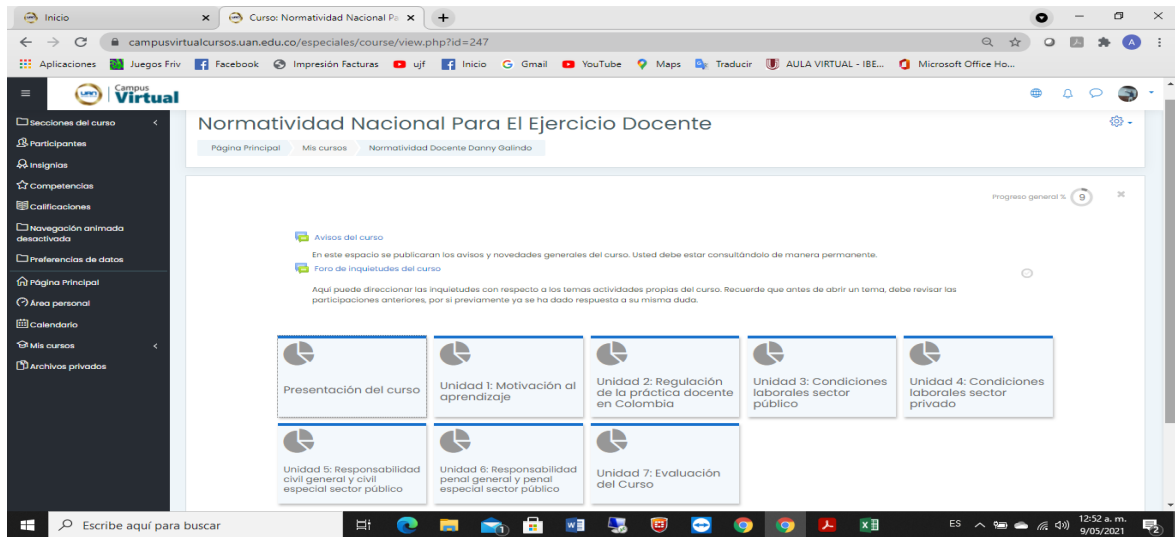 Inicio
Curso: Normatividad Nacional Pa
campusvirtualcursos.uan.edu.co/especiales/course/view.php?id=247
A
Aplicaciones
Juegos Friv
Facebook
Impresión Facturas
ujf
Inicio
Gmail
YouTube
Maps
Traducir
AULA VIRTUAL - IBE...
Microsoft Office Ho...
UAN
Campus
Virtual
Secciones del curso
Participantes
Insignias
Competencias
Calificaciones
Navegación animada
desactivada
Preferencias de datos
Página Principal
Área personal
Calendario
Mis cursos
Archivos privados
Normatividad Nacional Para El Ejercicio Docente
Página Principal
Mis cursos
Normatividad Docente Danny Galindo
Progreso general % 9
Avisos del curso
En este espacio se publicaran los avisos y novedades generales del curso. Usted debe estar consultándolo de manera permanente.
Foro de inquietudes del curso
Aquí puede direccionar las inquietudes con respecto a los temas actividades propias del curso. Recuerde que antes de abrir un tema, debe revisar las
participaciones anteriores, por si previamente ya se ha dado respuesta a su misma duda.
Presentación del curso
Unidad 1: Motivación al
aprendizaje
Unidad 2: Regulación
de la práctica docente
en Colombia
Unidad 3: Condiciones
laborales sector
público
Unidad 4: Condiciones
laborales sector
privado
Unidad 5: Responsabilidad
civil general y civil
especial sector público
Unidad 6: Responsabilidad
penal general y penal
especial sector público
Unidad 7: Evaluación
del Curso
Escribe aquí para buscar
ES
12:52 a. m.
9/05/2021